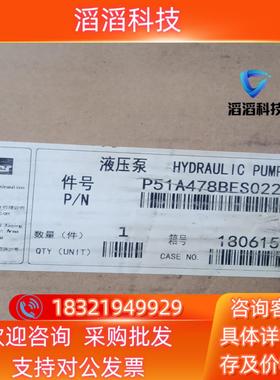 滔滔科技
滔滔科技
液压泵 HYDRAULIC PUMP
件号 P51A478BES022
P/N
数量(件) 1 箱号 180615
QTY (UNIT) CASE NO.
18321949929
欢迎咨询 采购批发
支持对公发票
咨询客服
具体详
存及价